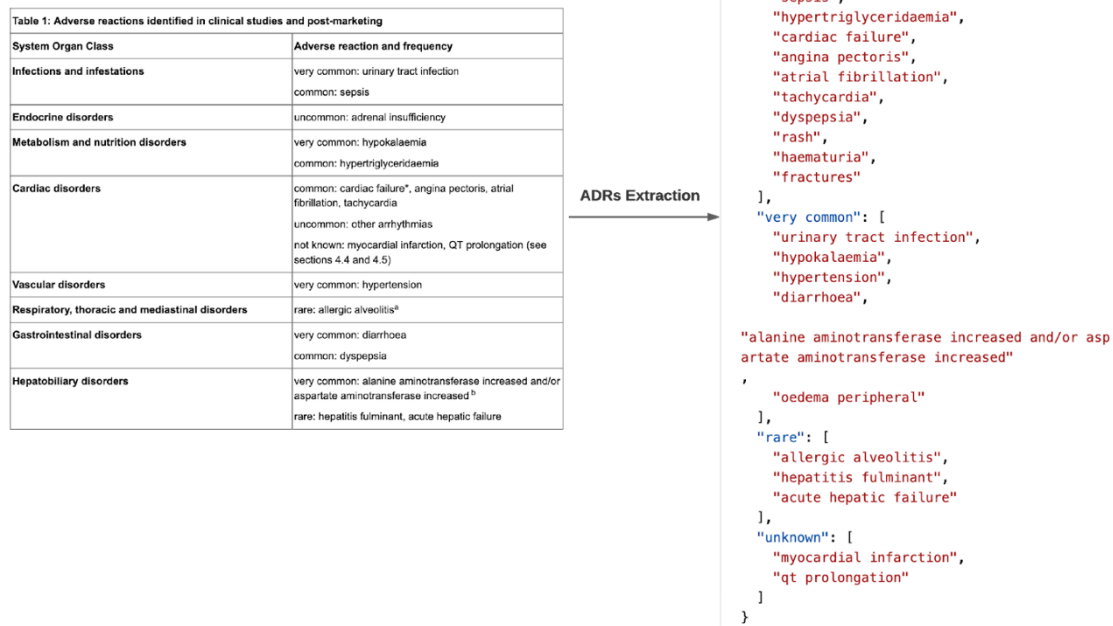 Table 1: Adverse reactions identified in clinical studies and post-marketing
System Organ Class Adverse reaction and frequency
Infections and infestations very common: urinary tract infection
common: sepsis
Endocrine disorders uncommon: adrenal insufficiency
Metabolism and nutrition disorders very common: hypokalaemia
common: hypertriglyceridaemia
Cardiac disorders common: cardiac failure*, angina pectoris, atrial
fibrillation, tachycardia
uncommon: other arrhythmias
not known: myocardial infarction, QT prolongation (see
sections 4.4 and 4.5)
Vascular disorders very common: hypertension
Respiratory, thoracic and mediastinal disorders rare: allergic alveolitisᵃ
Gastrointestinal disorders very common: diarrhoea
common: dyspepsia
Hepatobiliary disorders very common: alanine aminotransferase increased and/or
aspartate aminotransferase increased ᵇ
rare: hepatitis fulminant, acute hepatic failure
ADRs Extraction
"hypertriglyceridaemia",
"cardiac failure",
"angina pectoris",
"atrial fibrillation",
"tachycardia",
"dyspepsia",
"rash",
"haematuria",
"fractures"
],
"very common": [
"urinary tract infection",
"hypokalaemia",
"hypertension",
"diarrhoea",
"alanine aminotransferase increased and/or asp
artate aminotransferase increased"
,
"oedema peripheral"
],
"rare": [
"allergic alveolitis",
"hepatitis fulminant",
"acute hepatic failure"
],
"unknown": [
"myocardial infarction",
"qt prolongation"
]
}